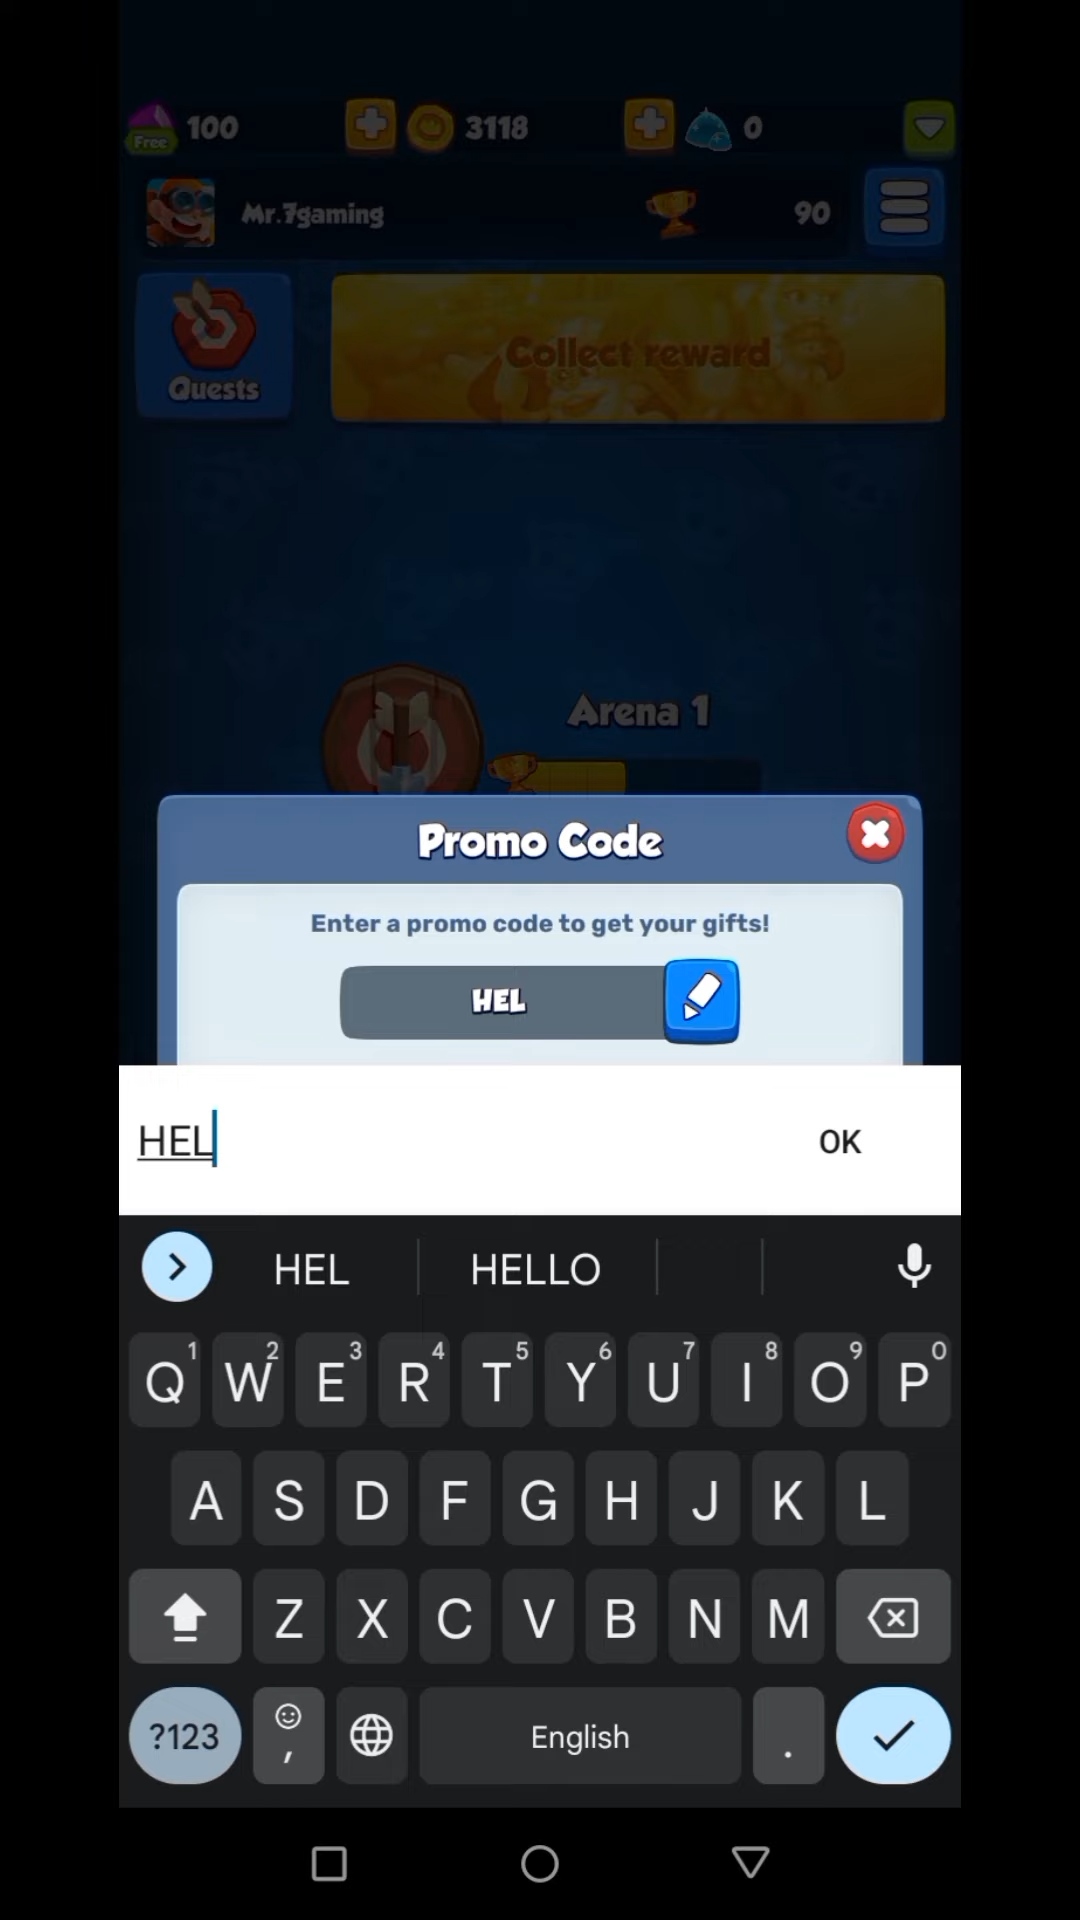 Free 100 3118 0
Mr.7gaming 90
Quests
Collect reward
Arena 1
Promo Code
Enter a promo code to get your gifts!
HEL
HEL OK
HEL HELLO
Q1 W2 E3 R4 T5 Y6 U7 I8 O9 P0
A S D F G H J K L
Z X C V B N M
?123 , English .